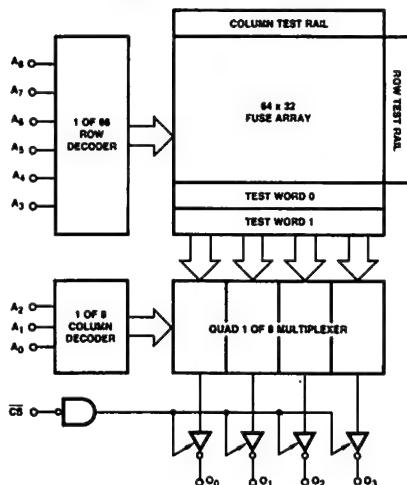 COLUMN TEST RAIL
A8
A7
A6
A5
A4
A3
1 OF 66
ROW
DECODER
64 x 32
FUSE ARRAY
ROW TEST RAIL
TEST WORD 0
TEST WORD 1
A2
A1
A0
1 OF 8
COLUMN
DECODER
QUAD 1 OF 8 MULTIPLEXER
CS
O0
O1
O2
O3